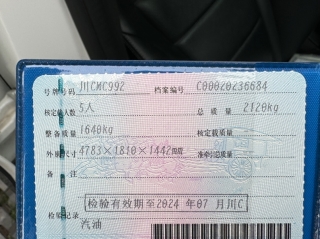 号牌号码 川CMC992 档案编号 C00020236684
核定载人数 5人 总质量 2120kg
整备质量 1640kg 核定载质量
外廓尺寸 4783×1810×1442mm 准牵引总质量
备注
检验有效期至2024年07月川C
检验记录
汽油